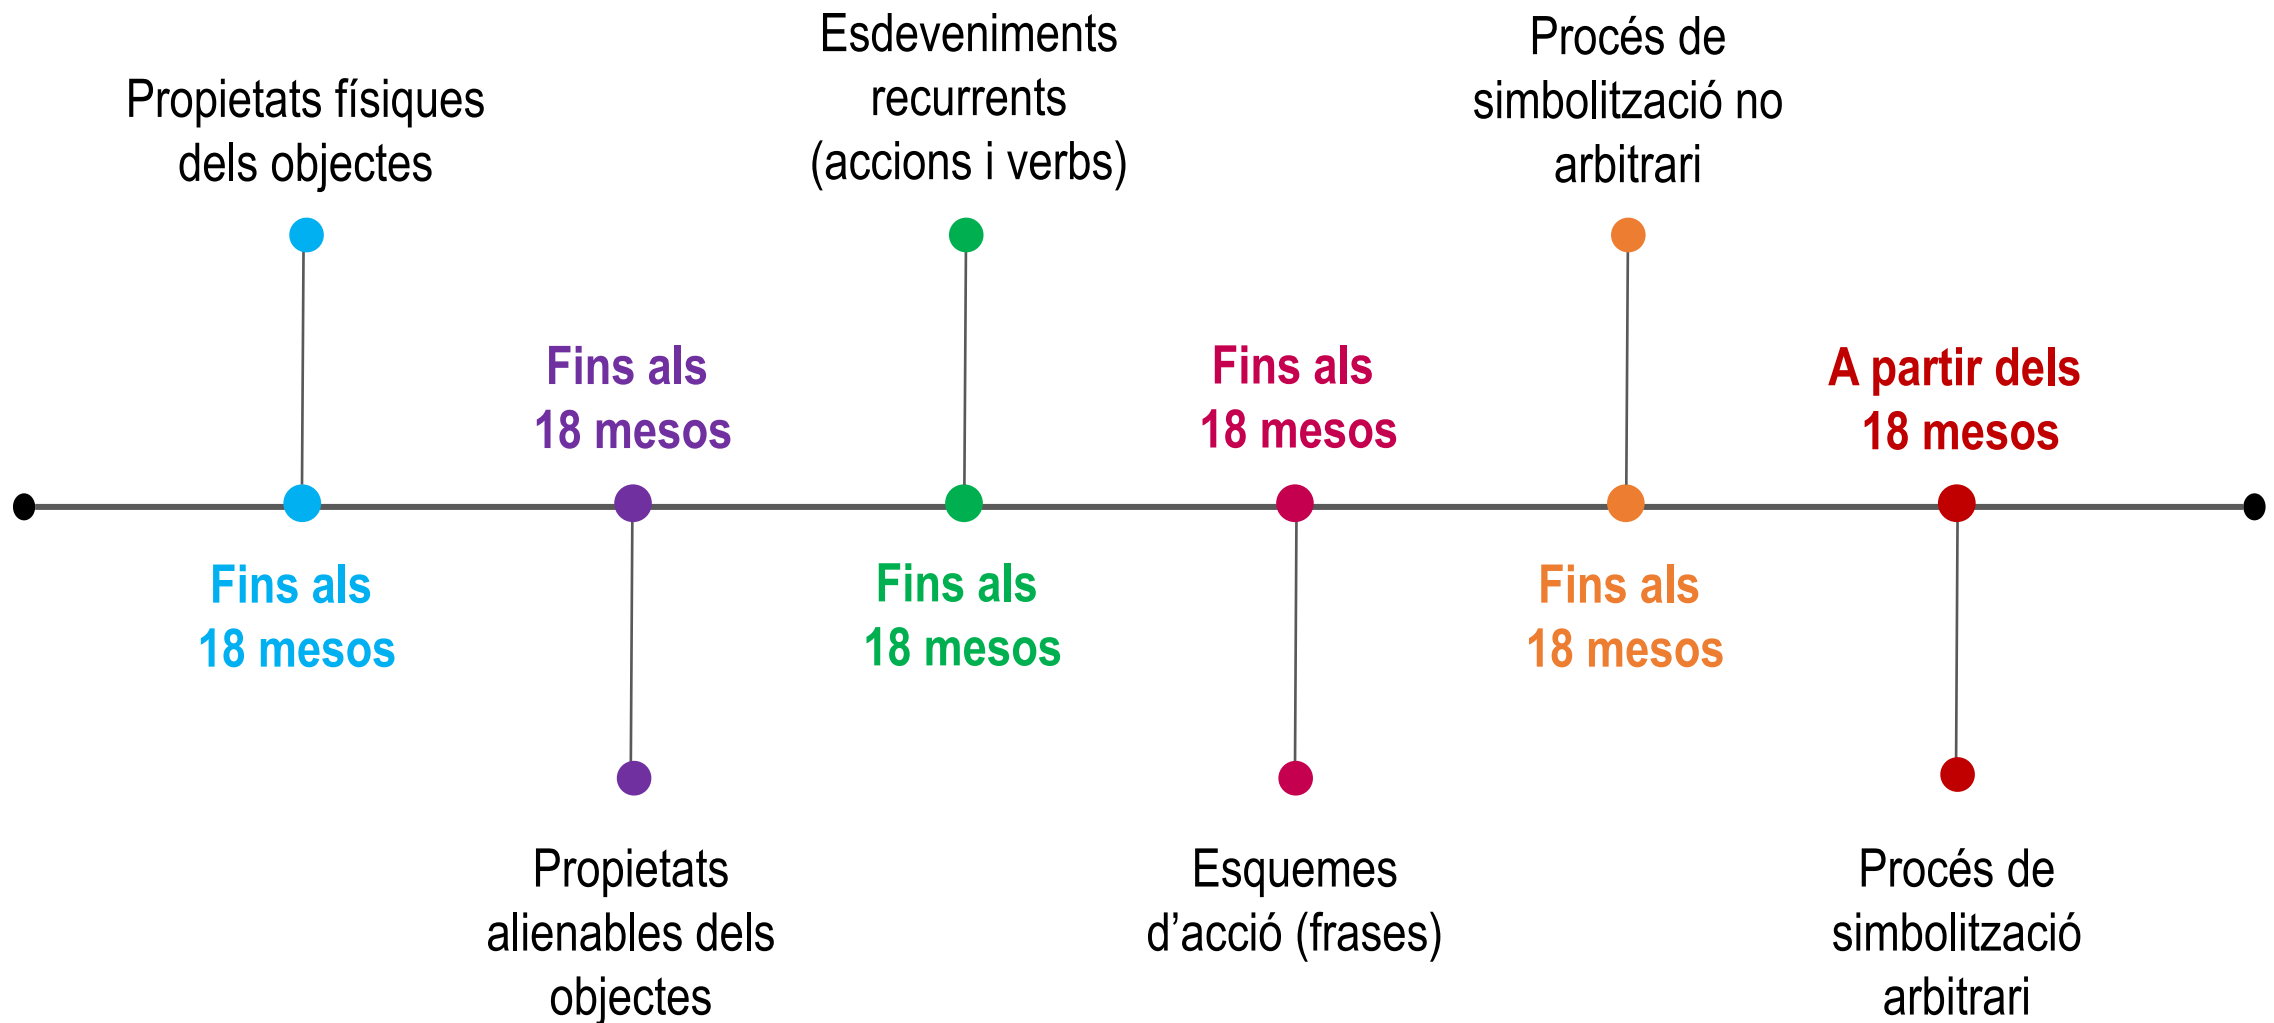 Propietats físiques
dels objectes
Fins als
18 mesos
Fins als
18 mesos
Propietats
alienables dels
objectes
Esdeveniments
recurrents
(accions i verbs)
Fins als
18 mesos
Fins als
18 mesos
Esquemes
d’acció (frases)
Procés de
simbolització no
arbitrari
Fins als
18 mesos
A partir dels
18 mesos
Procés de
simbolització
arbitrari